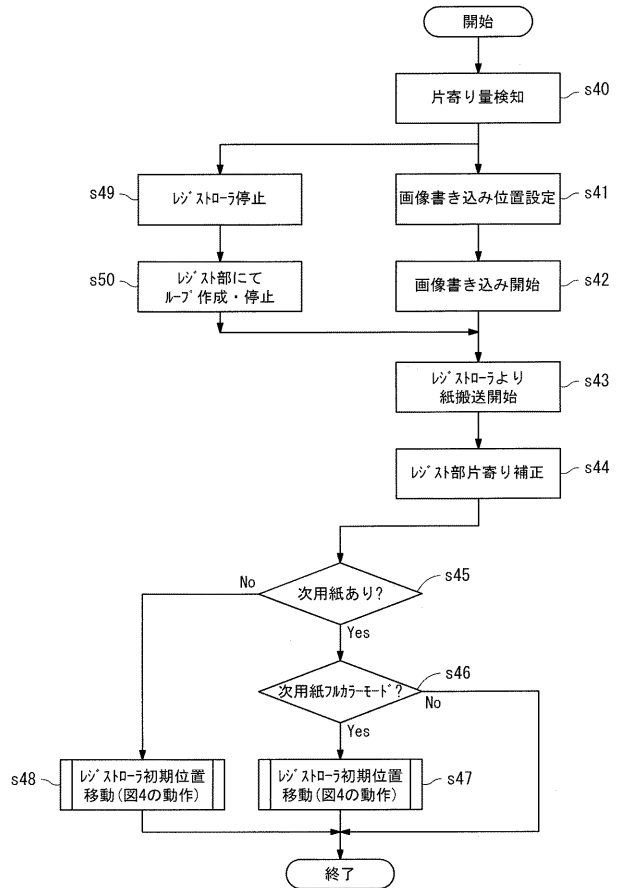 開始
片寄り量検知
s40
s49
レジストローラ停止
画像書き込み位置設定
s41
s50
レジスト部にて
ループ作成・停止
画像書き込み開始
s42
レジストローラより
紙搬送開始
s43
レジスト部片寄り補正
s44
次用紙あり?
s45
No
Yes
次用紙フルカラーモード?
s46
No
Yes
s48
レジストローラ初期位置
移動(図4の動作)
レジストローラ初期位置
移動(図4の動作)
s47
終了